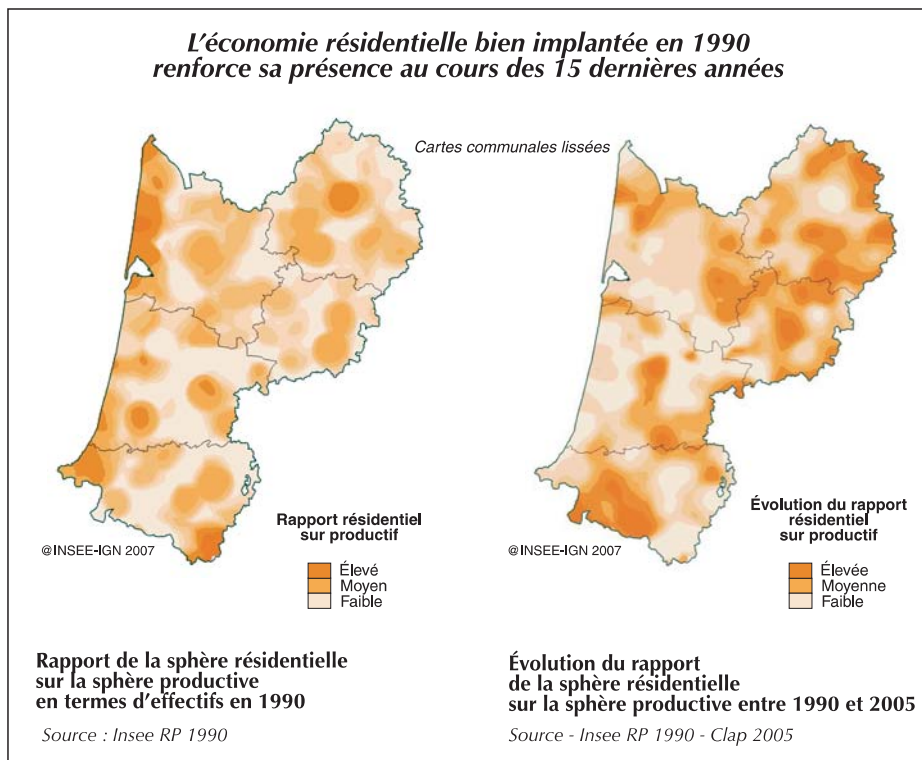 L'économie résidentielle bien implantée en 1990
renforce sa présence au cours des 15 dernières années
Cartes communales lissées
Rapport résidentiel
sur productif
@INSEE-IGN 2007
Élevé
Moyen
Faible
Évolution du rapport
résidentiel
sur productif
@INSEE-IGN 2007
Élevée
Moyenne
Faible
Rapport de la sphère résidentielle
sur la sphère productive
en termes d'effectifs en 1990
Source : Insee RP 1990
Évolution du rapport
de la sphère résidentielle
sur la sphère productive entre 1990 et 2005
Source - Insee RP 1990 - Clap 2005